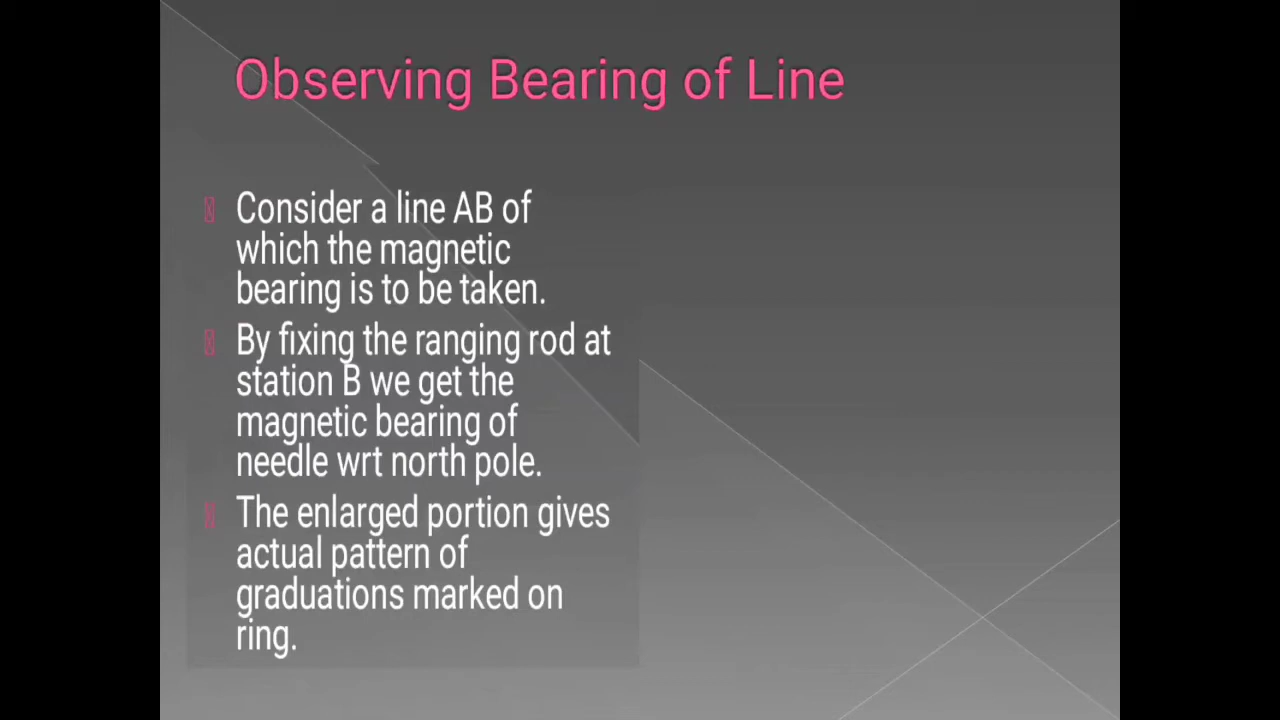 Observing Bearing of Line
Consider a line AB of
which the magnetic
bearing is to be taken.
By fixing the ranging rod at
station B we get the
magnetic bearing of
needle wrt north pole.
The enlarged portion gives
actual pattern of
graduations marked on
ring.